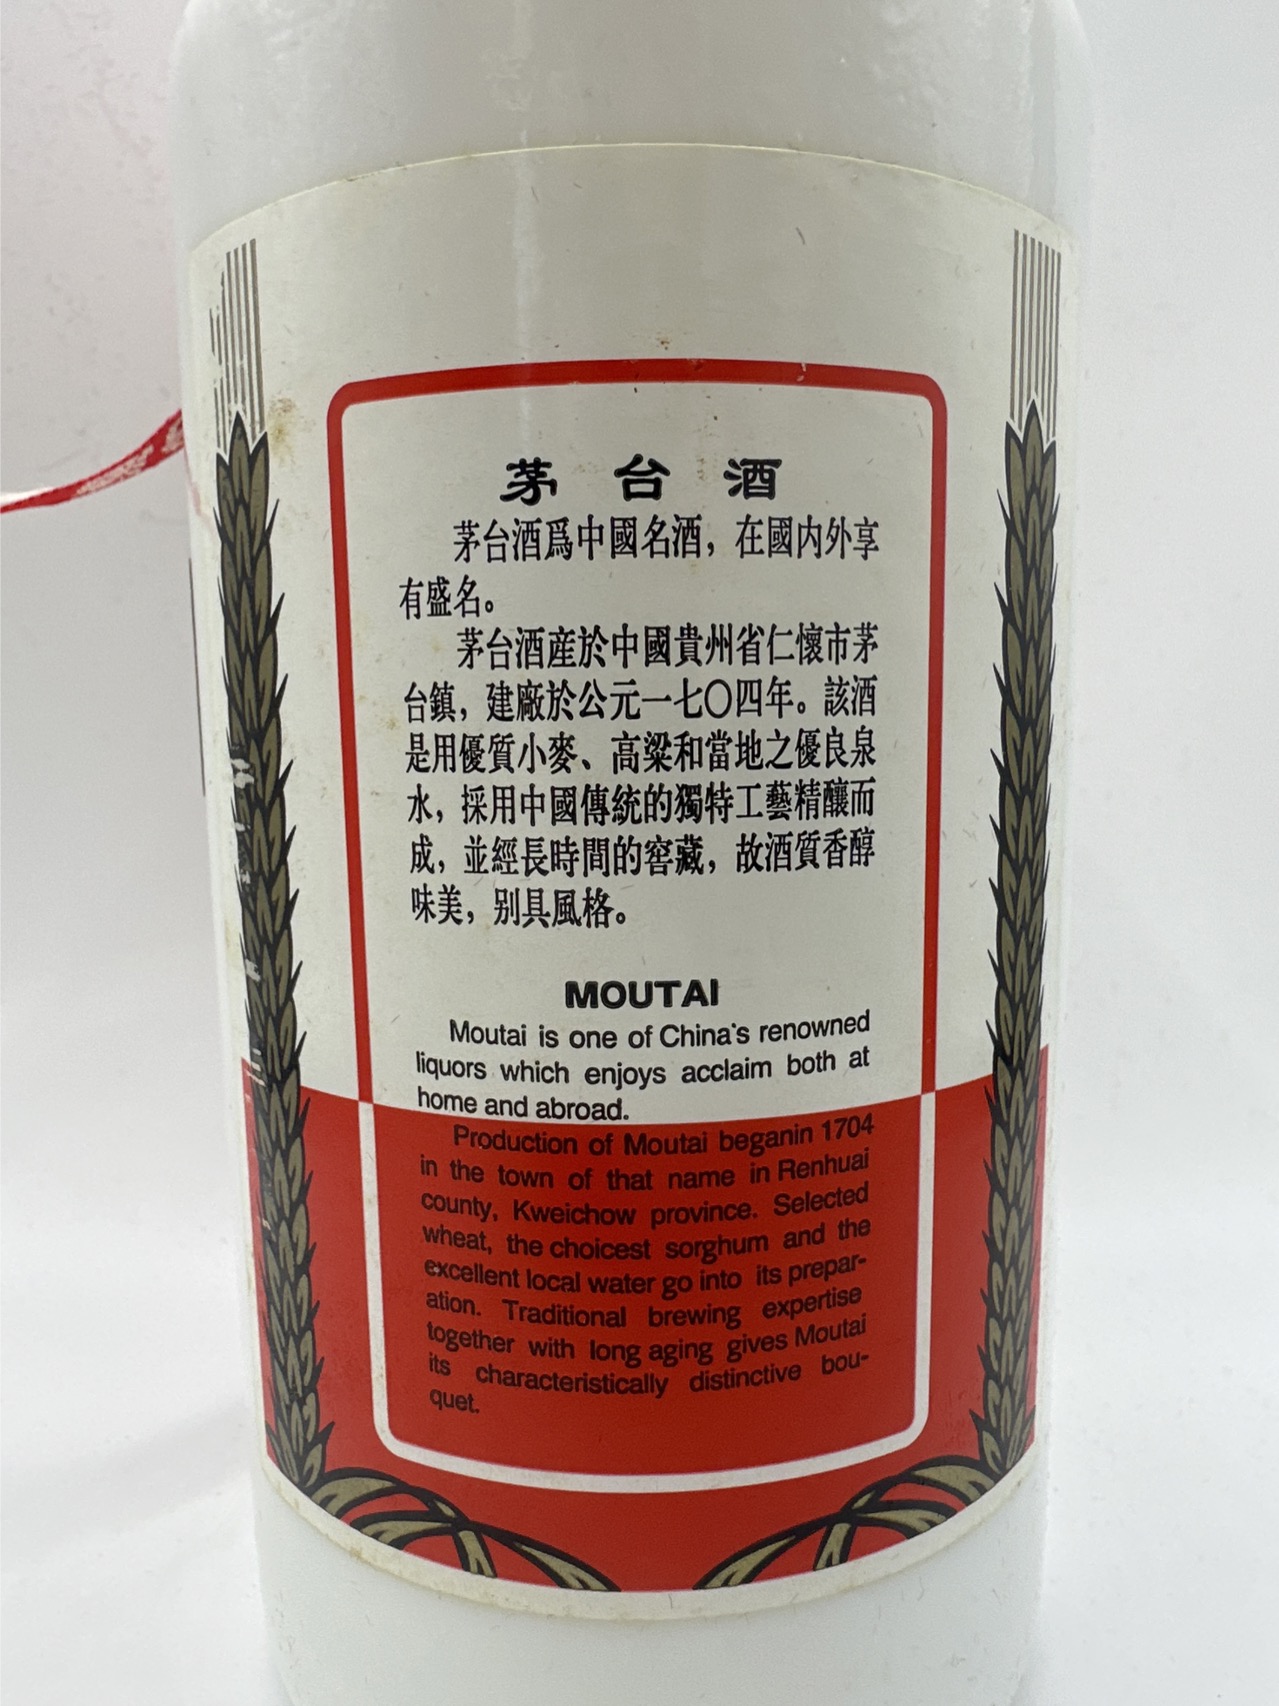 茅台酒
茅台酒爲中國名酒，在國内外享
有盛名。
茅台酒産於中國貴州省仁懷市茅
台鎮，建廠於公元一七〇四年。該酒
是用優質小麥、高粱和當地之優良泉
水，採用中國傳統的獨特工藝精釀而
成，並經長時間的窖藏，故酒質香醇
味美，别具風格。
MOUTAI
Moutai is one of China's renowned
liquors which enjoys acclaim both at
home and abroad.
Production of Moutai beganin 1704
in the town of that name in Renhuai
county, Kweichow province. Selected
wheat, the choicest sorghum and the
excellent local water go into its prepar-
ation. Traditional brewing expertise
together with long aging gives Moutai
its characteristically distinctive bou-
quet.